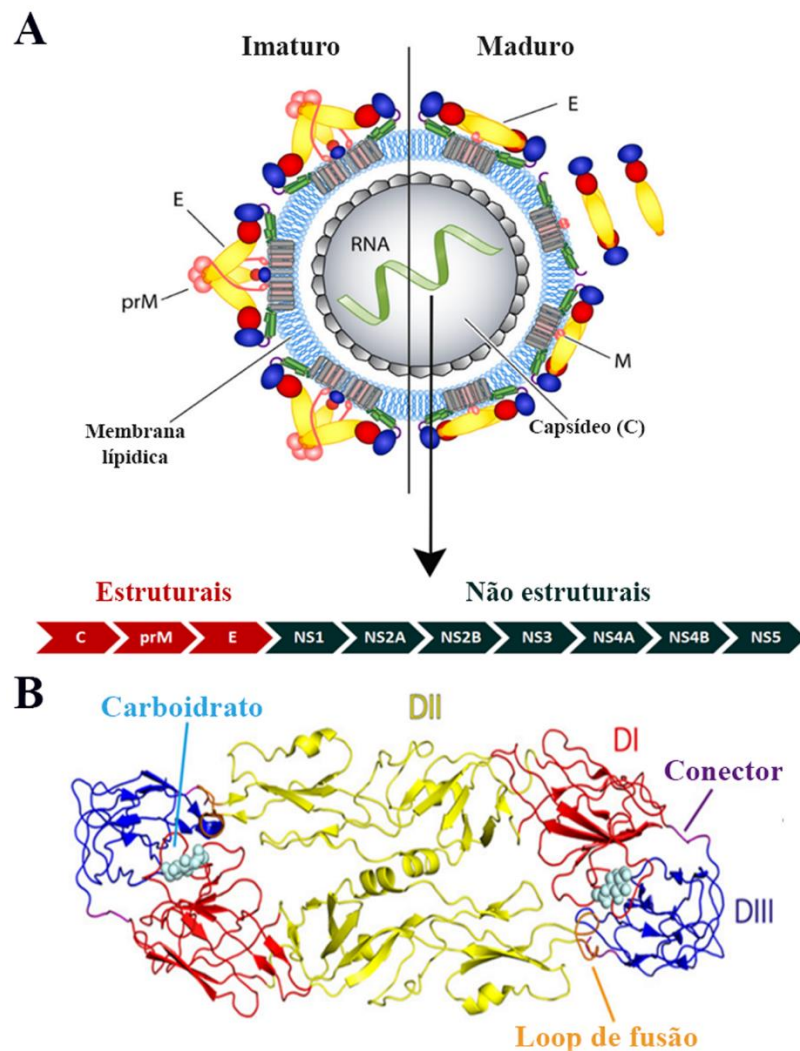 A
Imaturo
Maduro
E
E
RNA
prM
M
Membrana
lípidica
Capsídeo (C)
Estruturais
Não estruturais
C
prM
E
NS1
NS2A
NS2B
NS3
NS4A
NS4B
NS5
B
Carboidrato
DII
DI
Conector
DIII
Loop de fusão